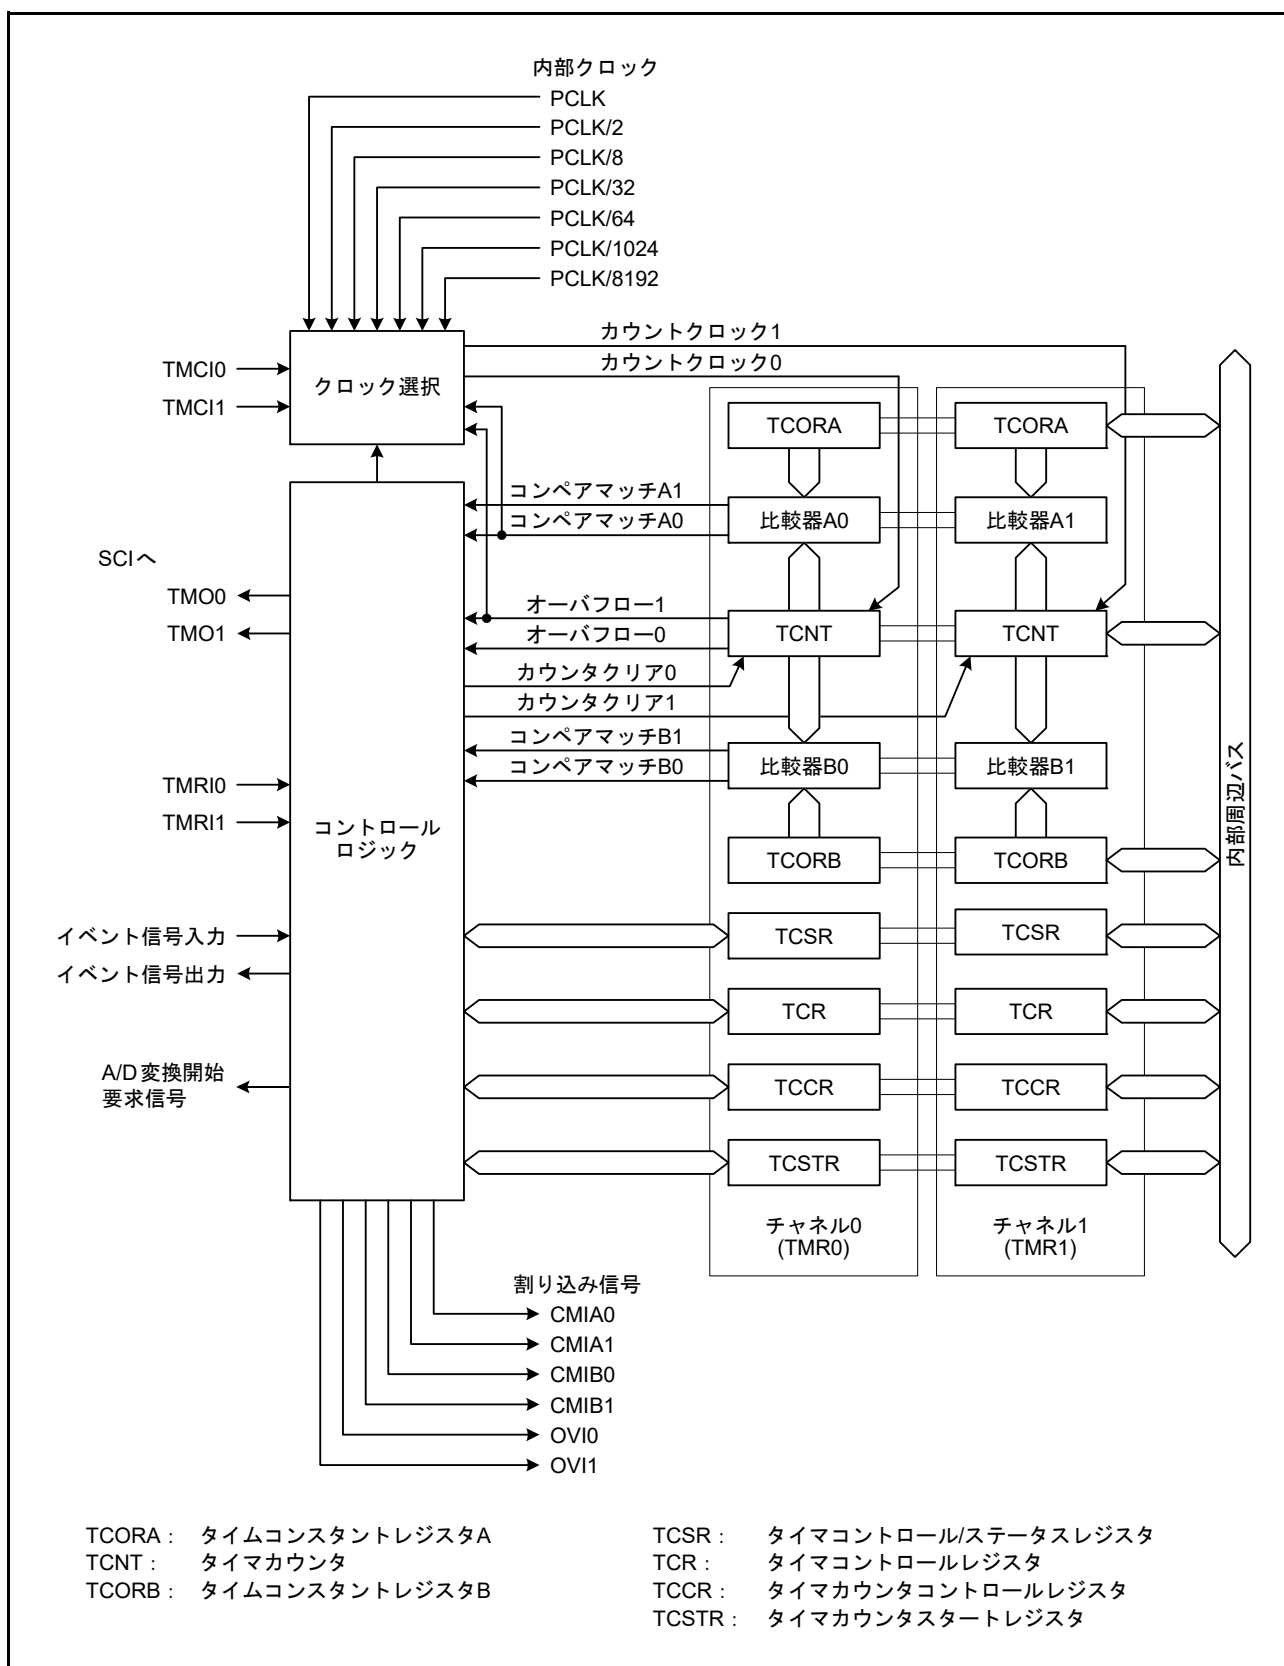 内部クロック
PCLK
PCLK/2
PCLK/8
PCLK/32
PCLK/64
PCLK/1024
PCLK/8192
カウントクロック1
カウントクロック0
TMCI0
TMCI1
クロック選択
TCORA
TCORA
コンペアマッチA1
コンペアマッチA0
比較器A0
比較器A1
SCIへ
TMO0
TMO1
オーバフロー1
オーバフロー0
TCNT
TCNT
カウンタクリア0
カウンタクリア1
コンペアマッチB1
コンペアマッチB0
比較器B0
比較器B1
内部周辺バス
TMRI0
TMRI1
コントロール
ロジック
TCORB
TCORB
イベント信号入力
イベント信号出力
TCSR
TCSR
TCR
TCR
A/D変換開始
要求信号
TCCR
TCCR
TCSTR
TCSTR
チャネル0
(TMR0)
チャネル1
(TMR1)
割り込み信号
CMIA0
CMIA1
CMIB0
CMIB1
OVI0
OVI1
TCORA : タイムコンスタントレジスタA
TCNT : タイマカウンタ
TCORB : タイムコンスタントレジスタB
TCSR : タイマコントロール/ステータスレジスタ
TCR : タイマコントロールレジスタ
TCCR : タイマカウンタコントロールレジスタ
TCSTR : タイマカウンタスタートレジスタ